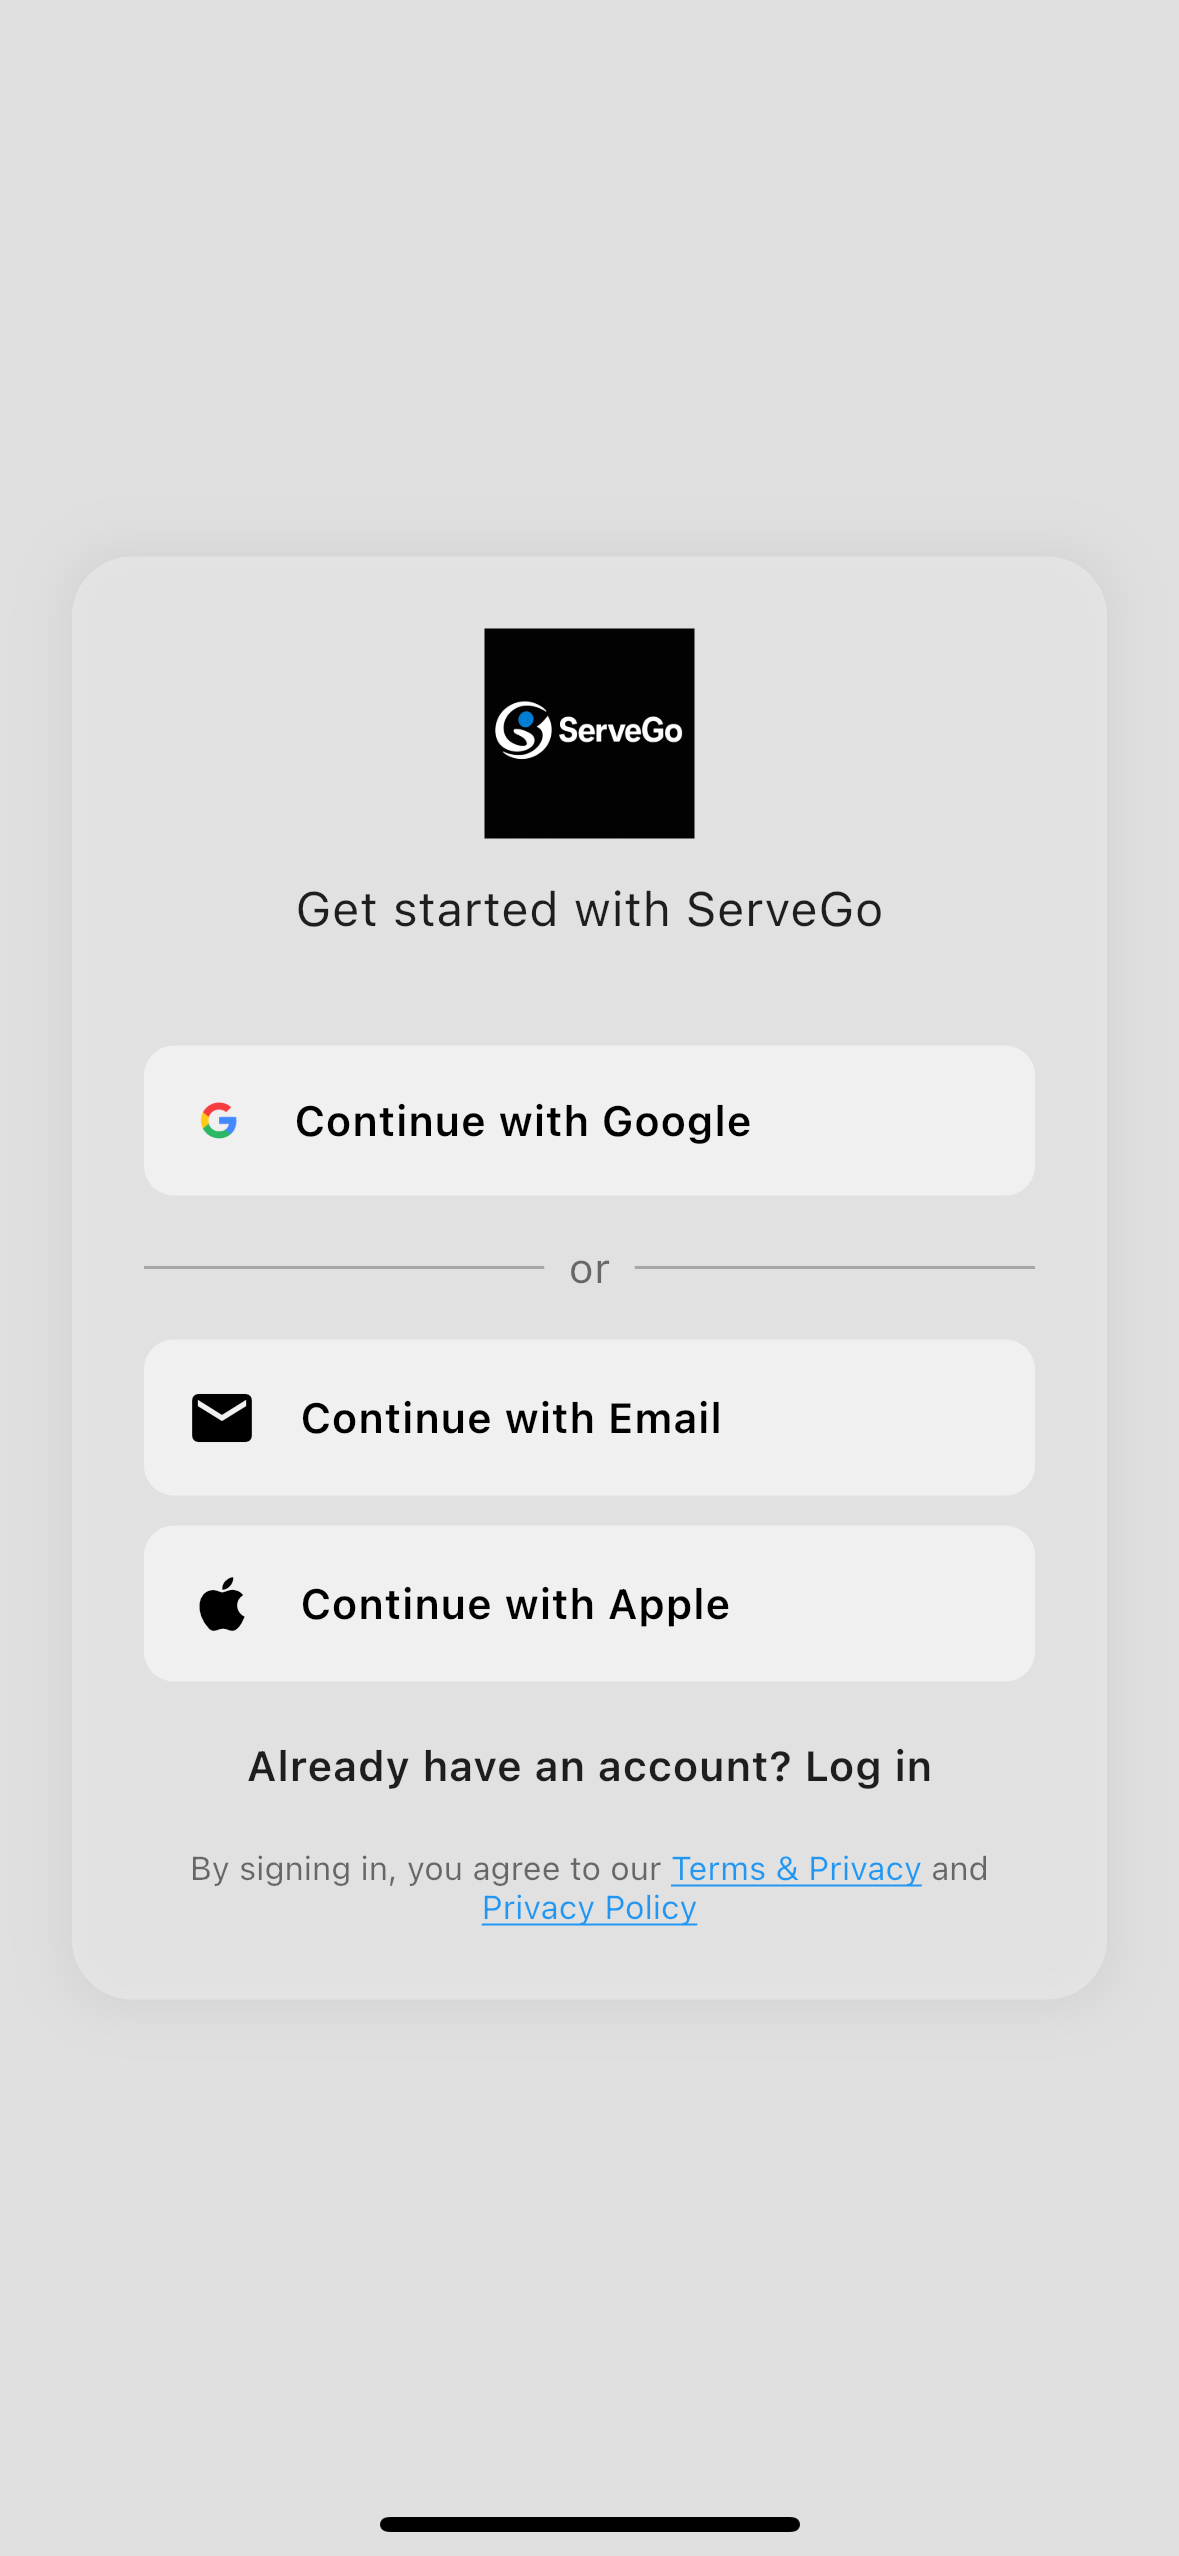 ServeGo
Get started with ServeGo
Continue with Google
or
Continue with Email
Continue with Apple
Already have an account? Log in
By signing in, you agree to our Terms & Privacy and
Privacy Policy